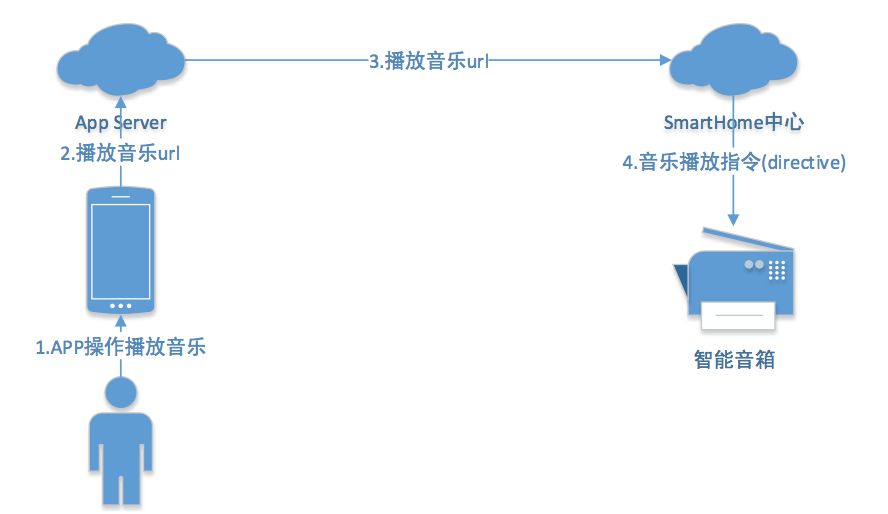 3.播放音乐url
App Server
SmartHome中心
2.播放音乐url
4.音乐播放指令(directive)
1.APP操作播放音乐
智能音箱